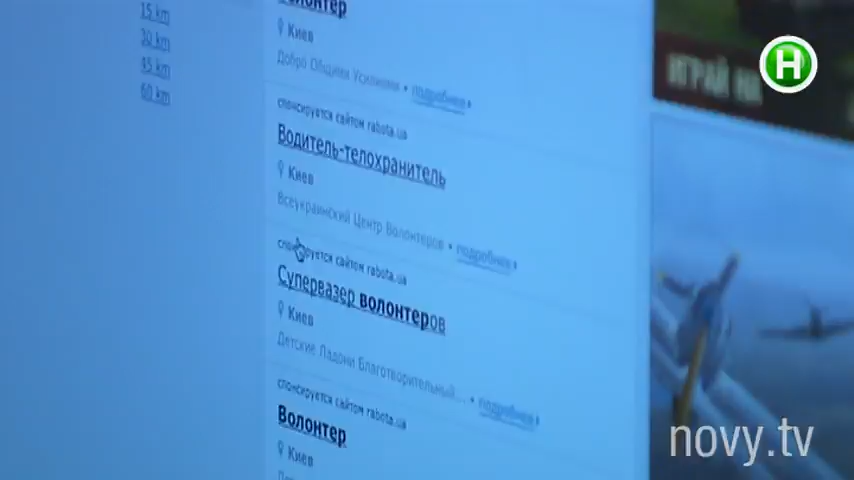 15 km
30 km
45 km
60 km
Волонтер
Киев
Добро Общими Усилиями • подробнее
спонсируется сайтом rabota.ua
Водитель-телохранитель
Киев
Всеукраинский Центр Волонтеров • подробнее
спонсируется сайтом rabota.ua
Супервазер волонтеров
Киев
Детские Ладони Благотворительный... • подробнее
спонсируется сайтом rabota.ua
Волонтер
Киев
ИГРАЙ НА
Н
novy.tv